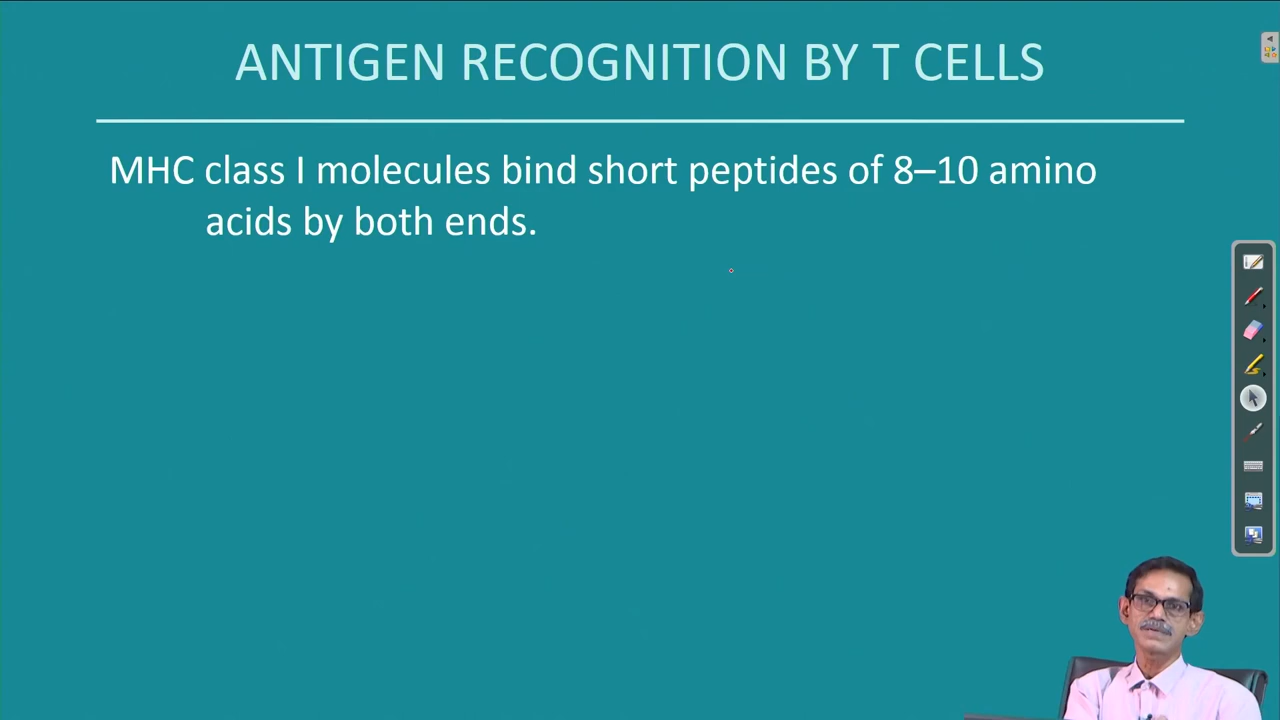 ANTIGEN RECOGNITION BY T CELLS
MHC class I molecules bind short peptides of 8–10 amino
acids by both ends.